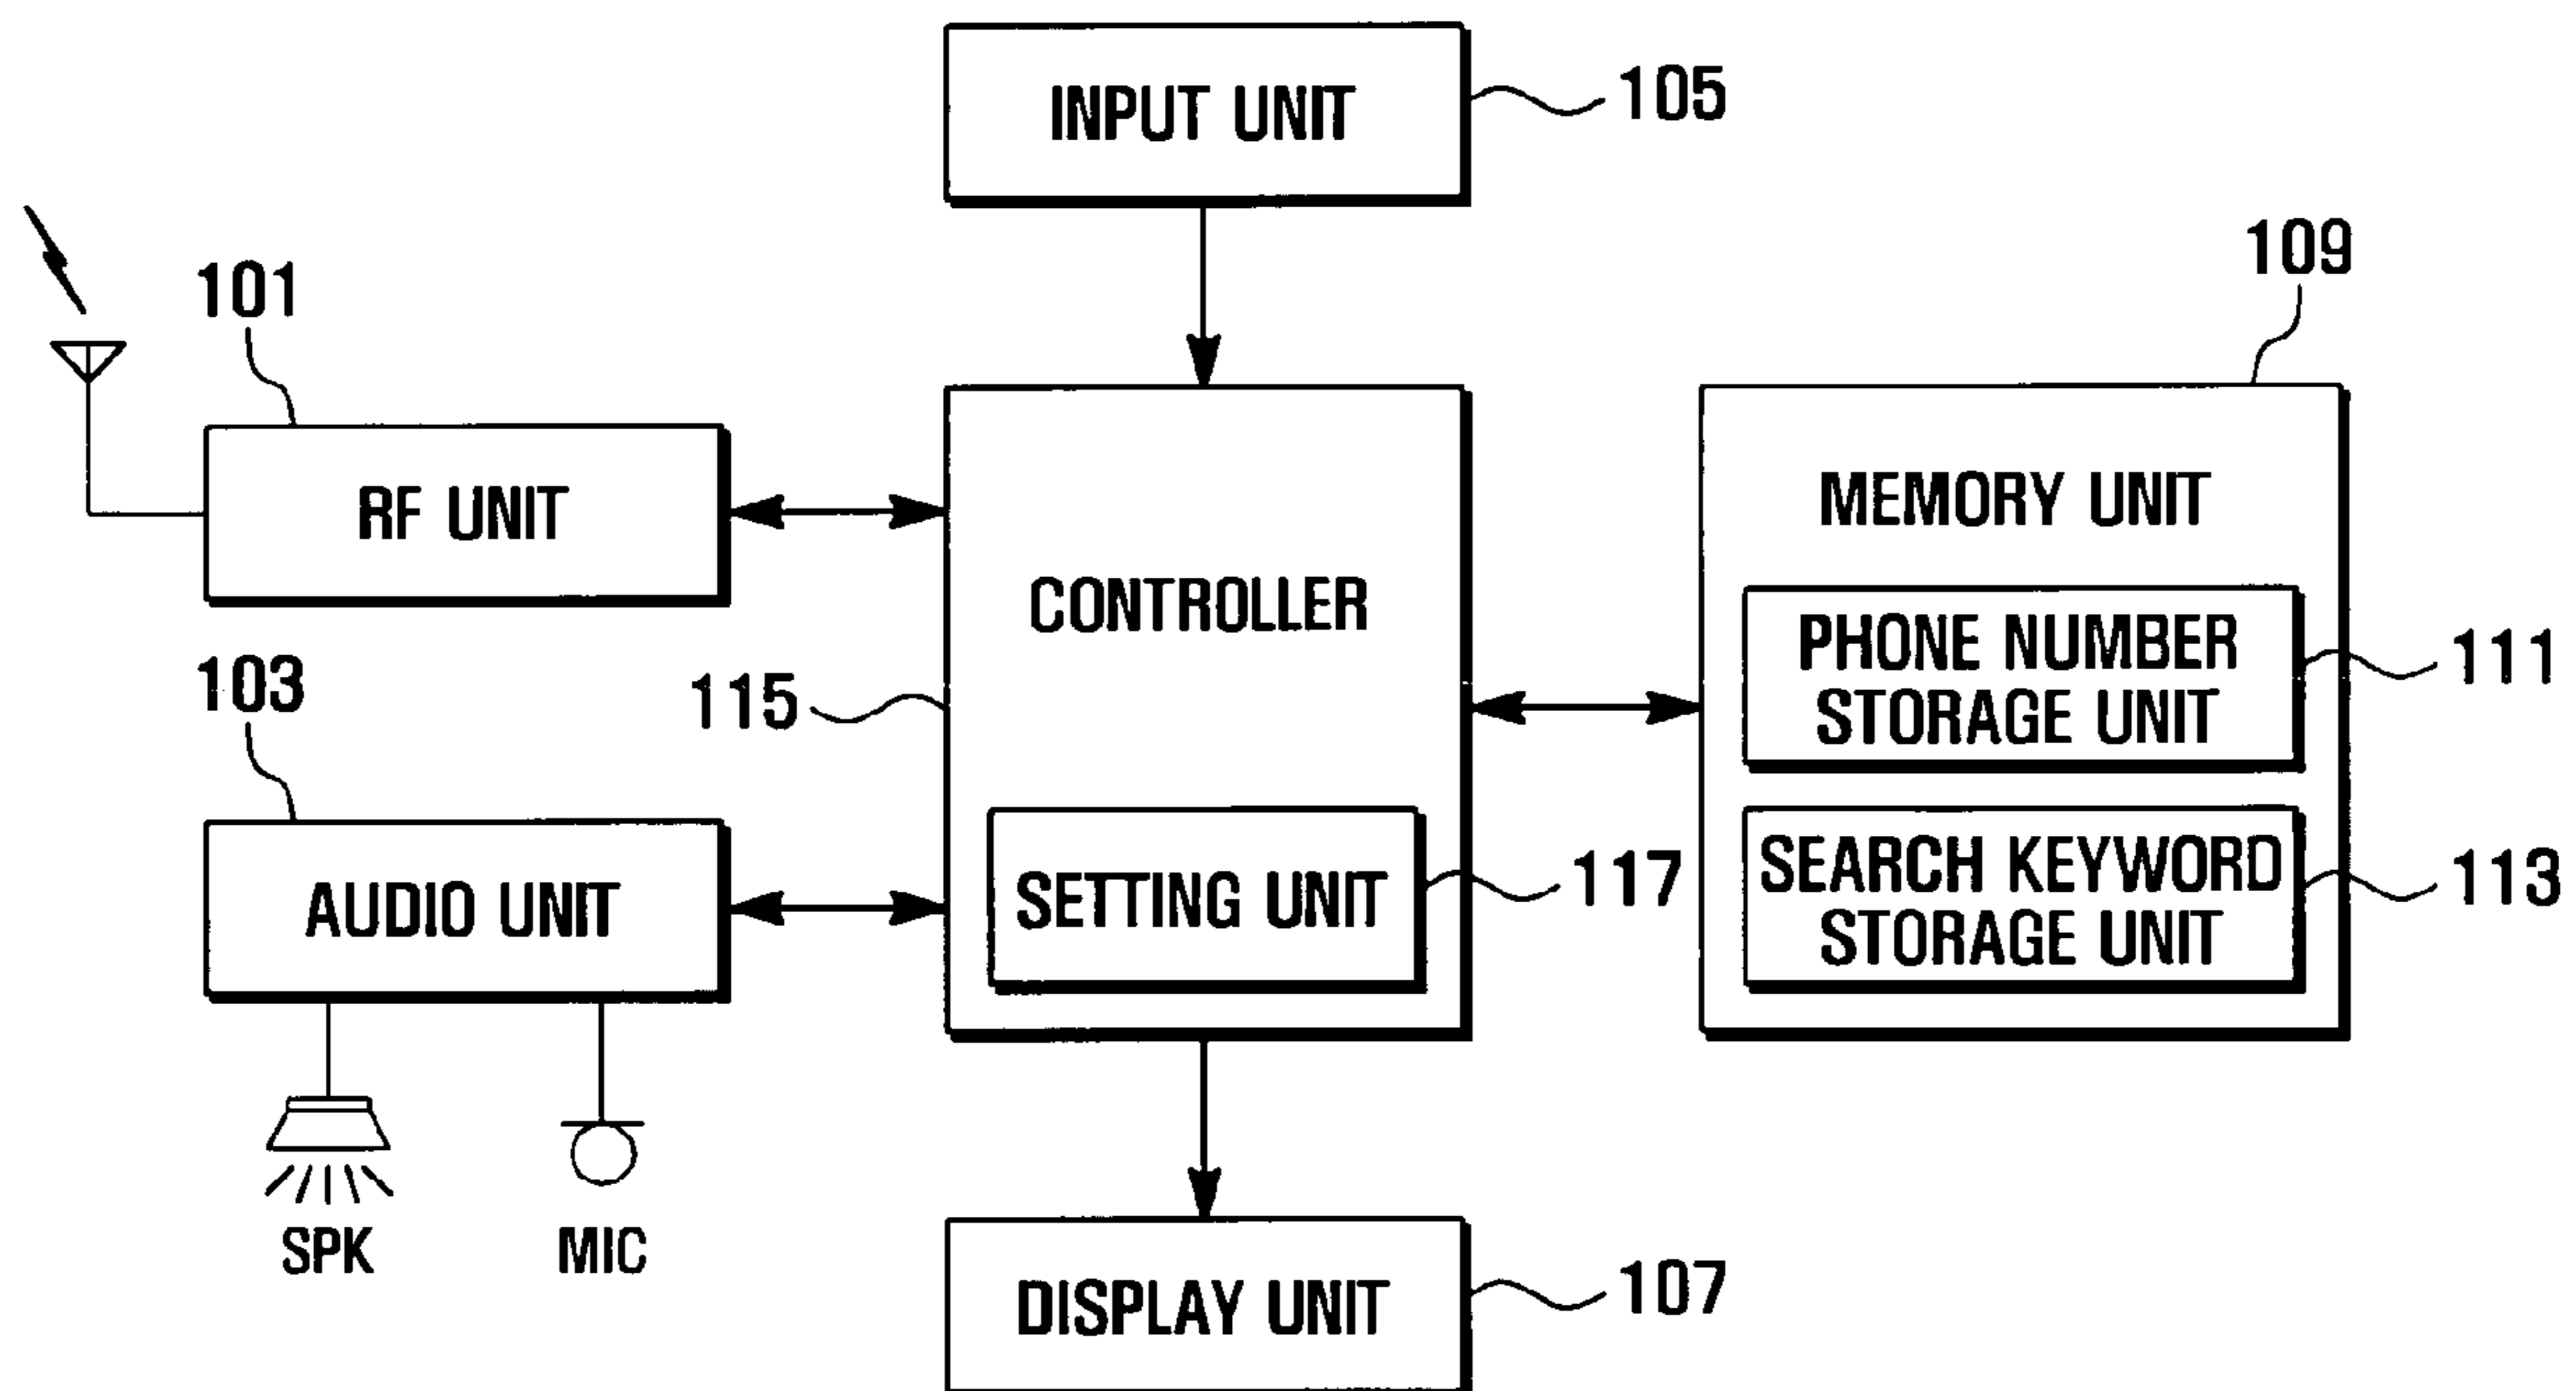 INPUT UNIT
105
101
RF UNIT
109
MEMORY UNIT
CONTROLLER
115
PHONE NUMBER
STORAGE UNIT
111
103
AUDIO UNIT
SETTING UNIT
117
SEARCH KEYWORD
STORAGE UNIT
113
SPK
MIC
DISPLAY UNIT
107